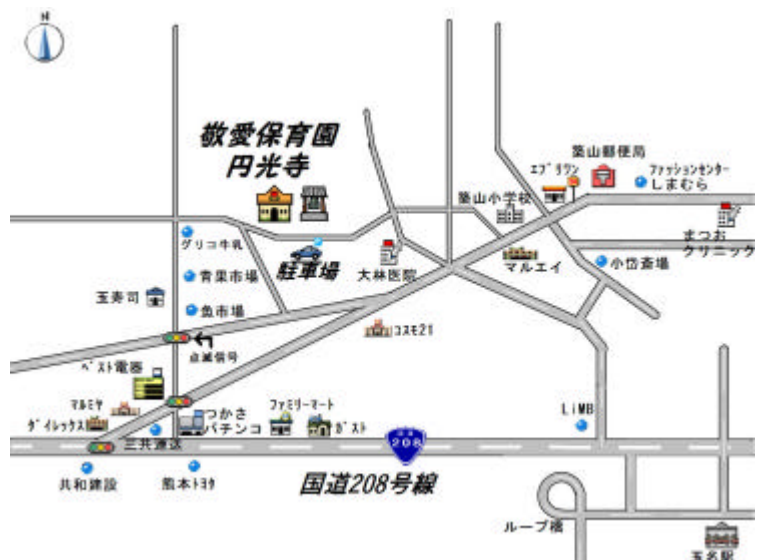 N
敬愛保育園
円光寺
築山郵便局
エブリワン
ファッションセンター
しまむら
築山小学校
まつお
クリニック
グリコ牛乳
駐車場
大林医院
マルエイ
小岱斎場
青果市場
玉寿司
魚市場
コスモ21
点滅信号
ベスト電器
マルミヤ
つかさ
パチンコ
ファミリーマート
LiMB
ダイレックス
三共運送
ガスト
国道
208
共和建設
熊本トヨタ
国道208号線
ループ橋
玉名駅